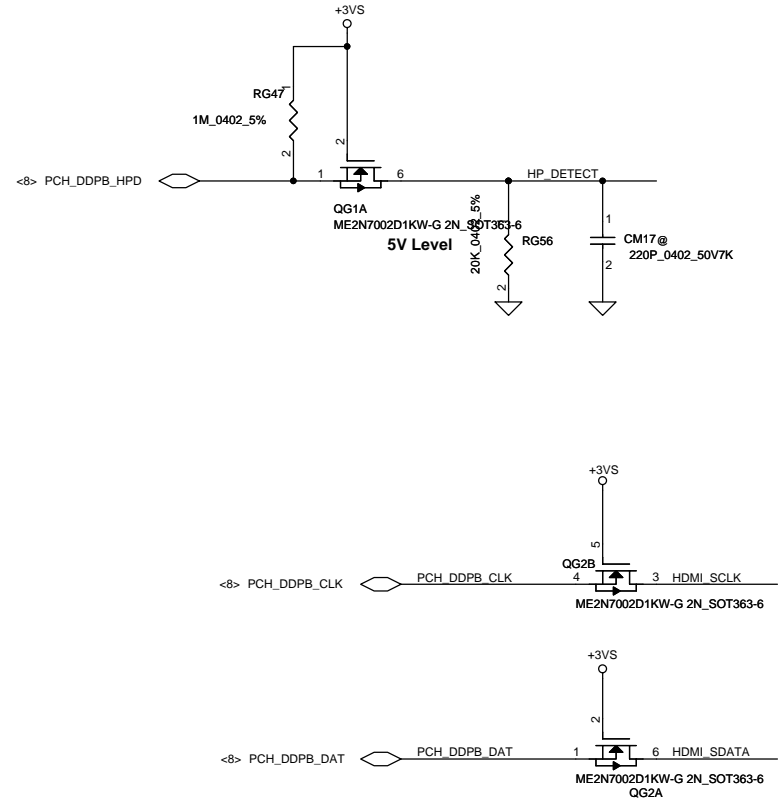 +3VS
RG47
1
1M_0402_5%
2
2
<8> PCH_DDPB_HPD
1
6
HP_DETECT
QG1A
ME2N7002D1KW-G 2N_SOT363-6
5V Level
20K_0402_5%
RG56
2
1
CM17@
220P_0402_50V7K
2
+3VS
5
QG2B
<8> PCH_DDPB_CLK
PCH_DDPB_CLK
4
3
HDMI_SCLK
ME2N7002D1KW-G 2N_SOT363-6
+3VS
2
<8> PCH_DDPB_DAT
PCH_DDPB_DAT
1
6
HDMI_SDATA
ME2N7002D1KW-G 2N_SOT363-6
QG2A